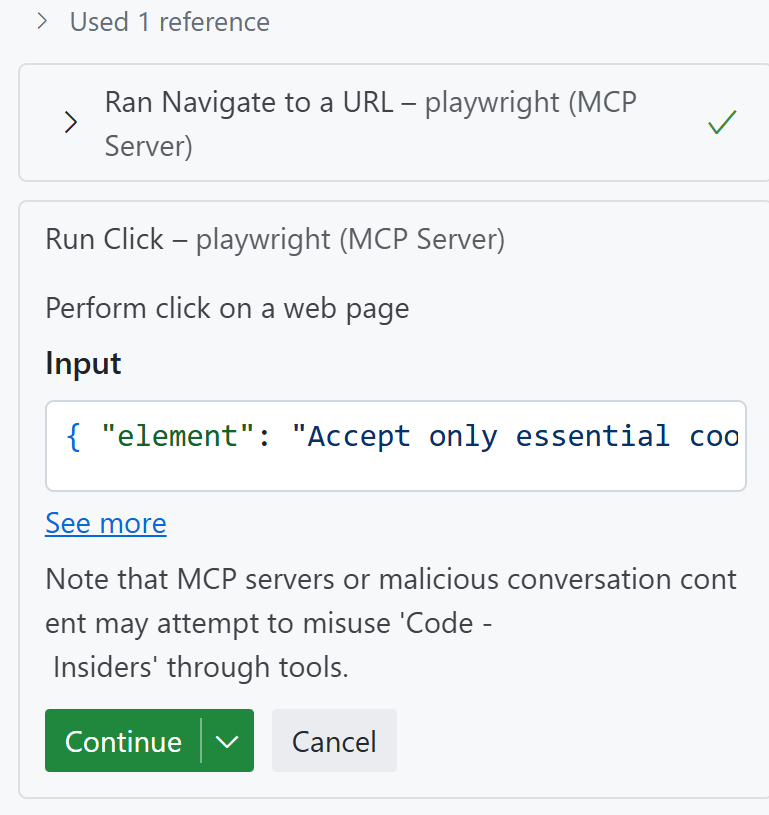 Used 1 reference
Ran Navigate to a URL – playwright (MCP
Server)
Run Click – playwright (MCP Server)
Perform click on a web page
Input
{ "element": "Accept only essential coo
See more
Note that MCP servers or malicious conversation cont
ent may attempt to misuse 'Code -
Insiders' through tools.
Continue
Cancel